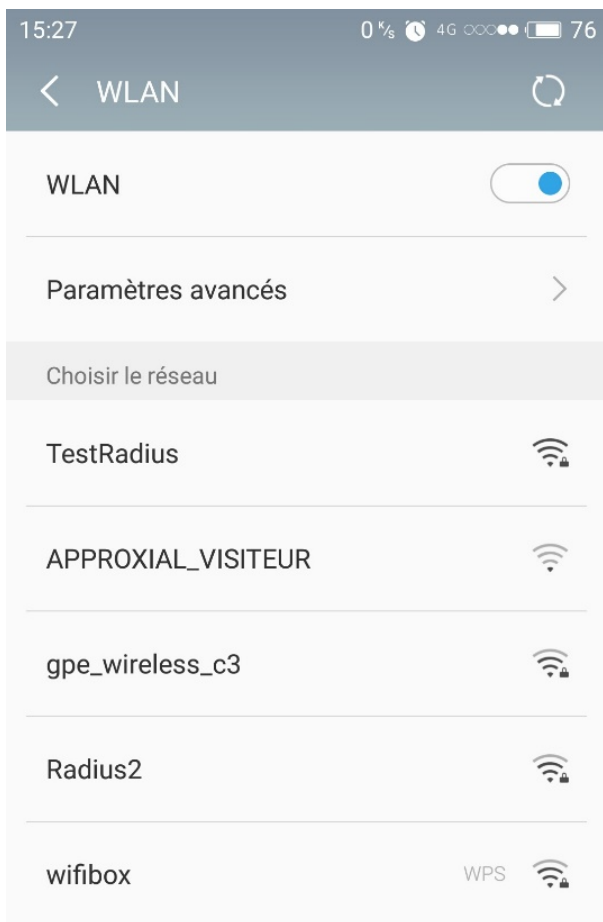 15:27 0 K/s 4G 76
WLAN
WLAN
Paramètres avancés
Choisir le réseau
TestRadius
APPROXIAL_VISITEUR
gpe_wireless_c3
Radius2
wifibox WPS